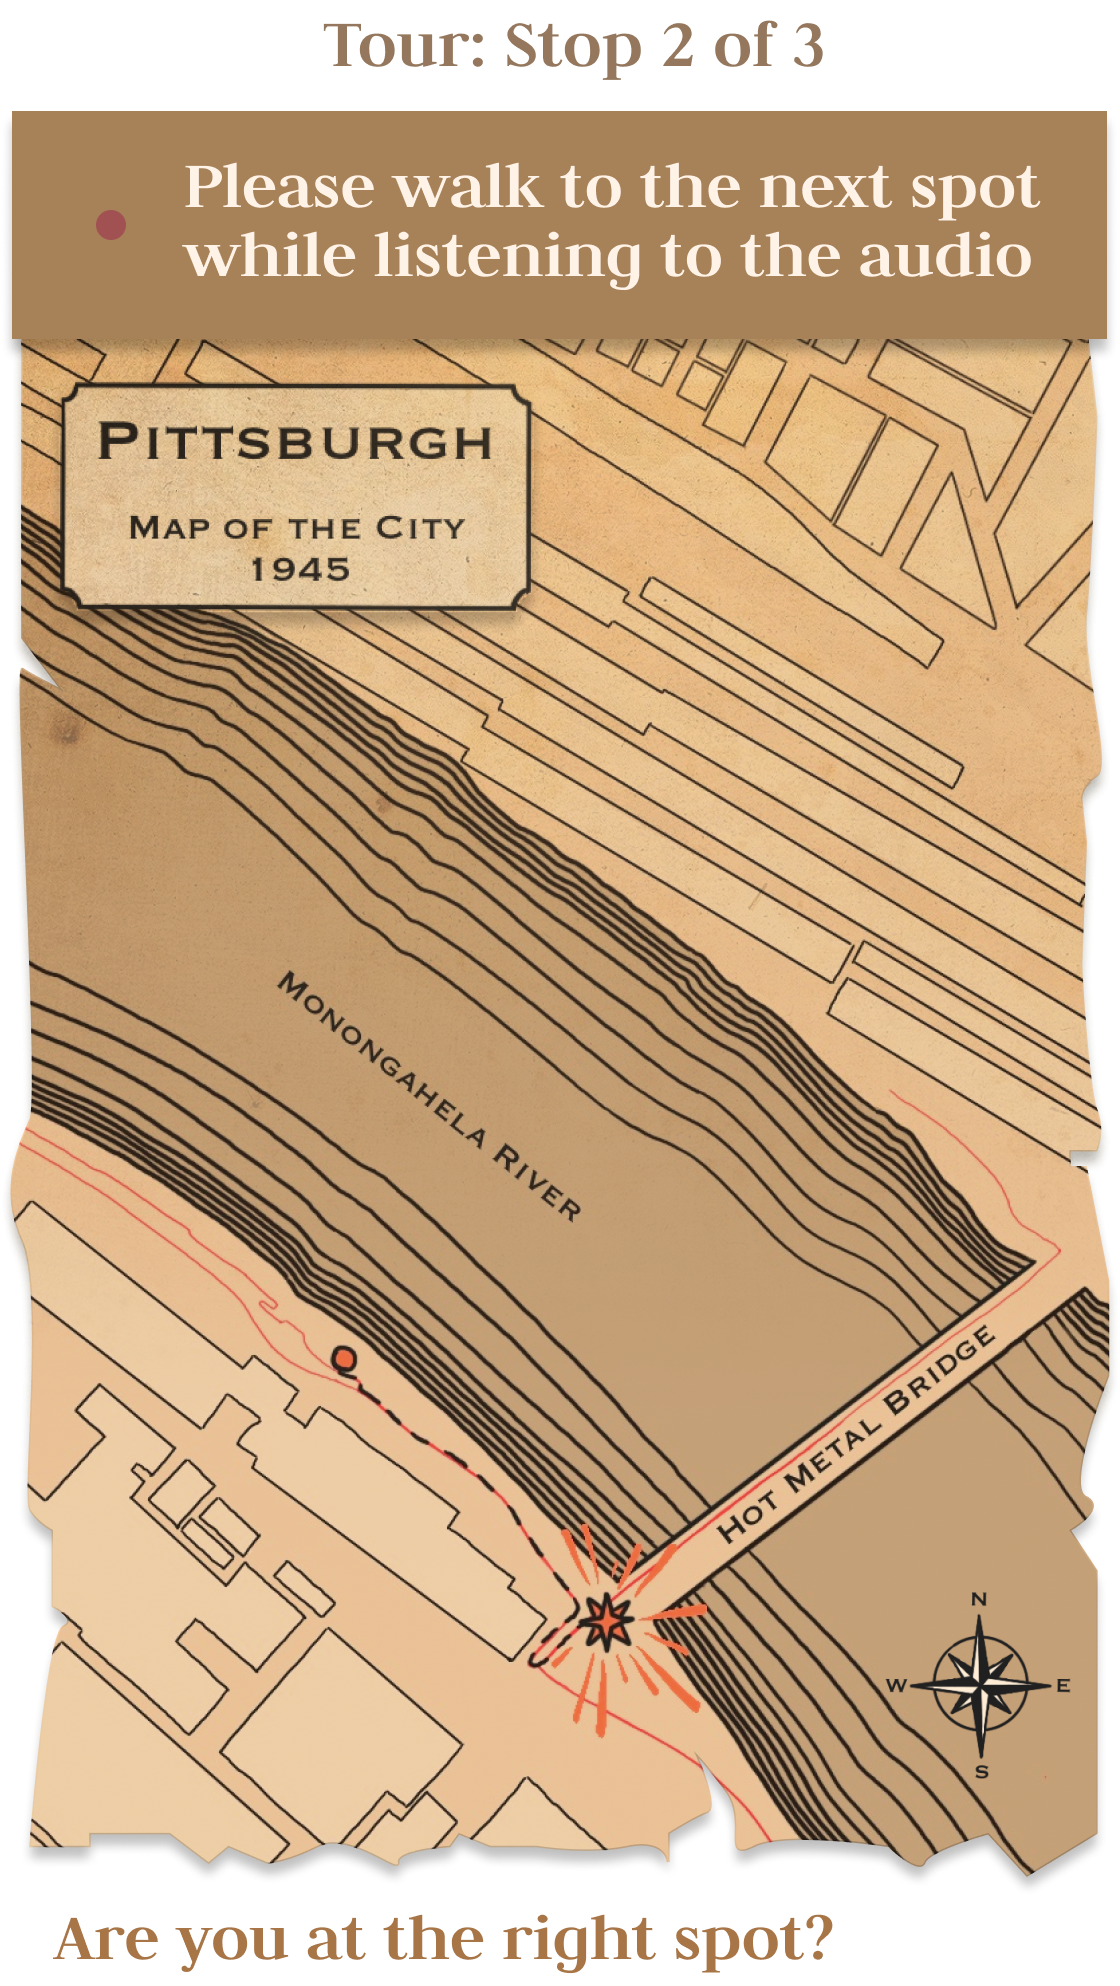 Tour: Stop 2 of 3
Please walk to the next spot
while listening to the audio
PITTSBURGH
MAP OF THE CITY
1945
MONONGAHELA RIVER
HOT METAL BRIDGE
N
W
E
S
Are you at the right spot?